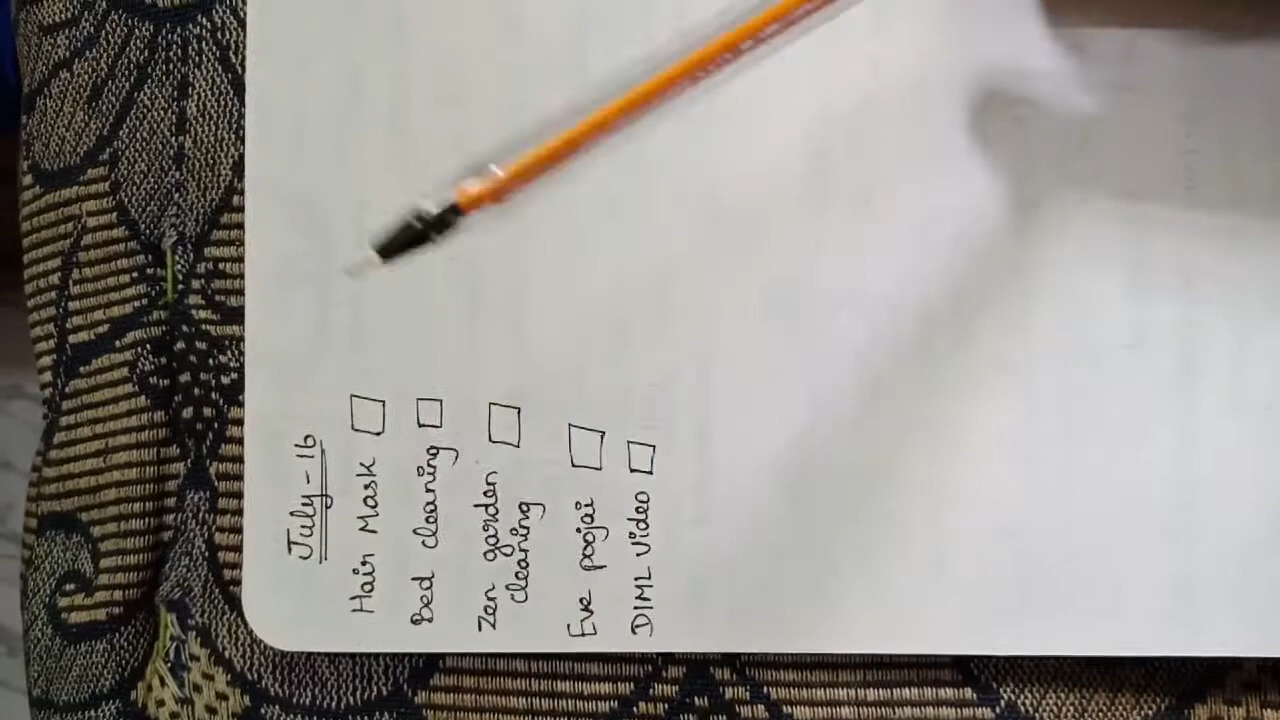 July - 16
Hair Mask
Bed cleaning
Zen garden
cleaning
Eve poojai
DIML video